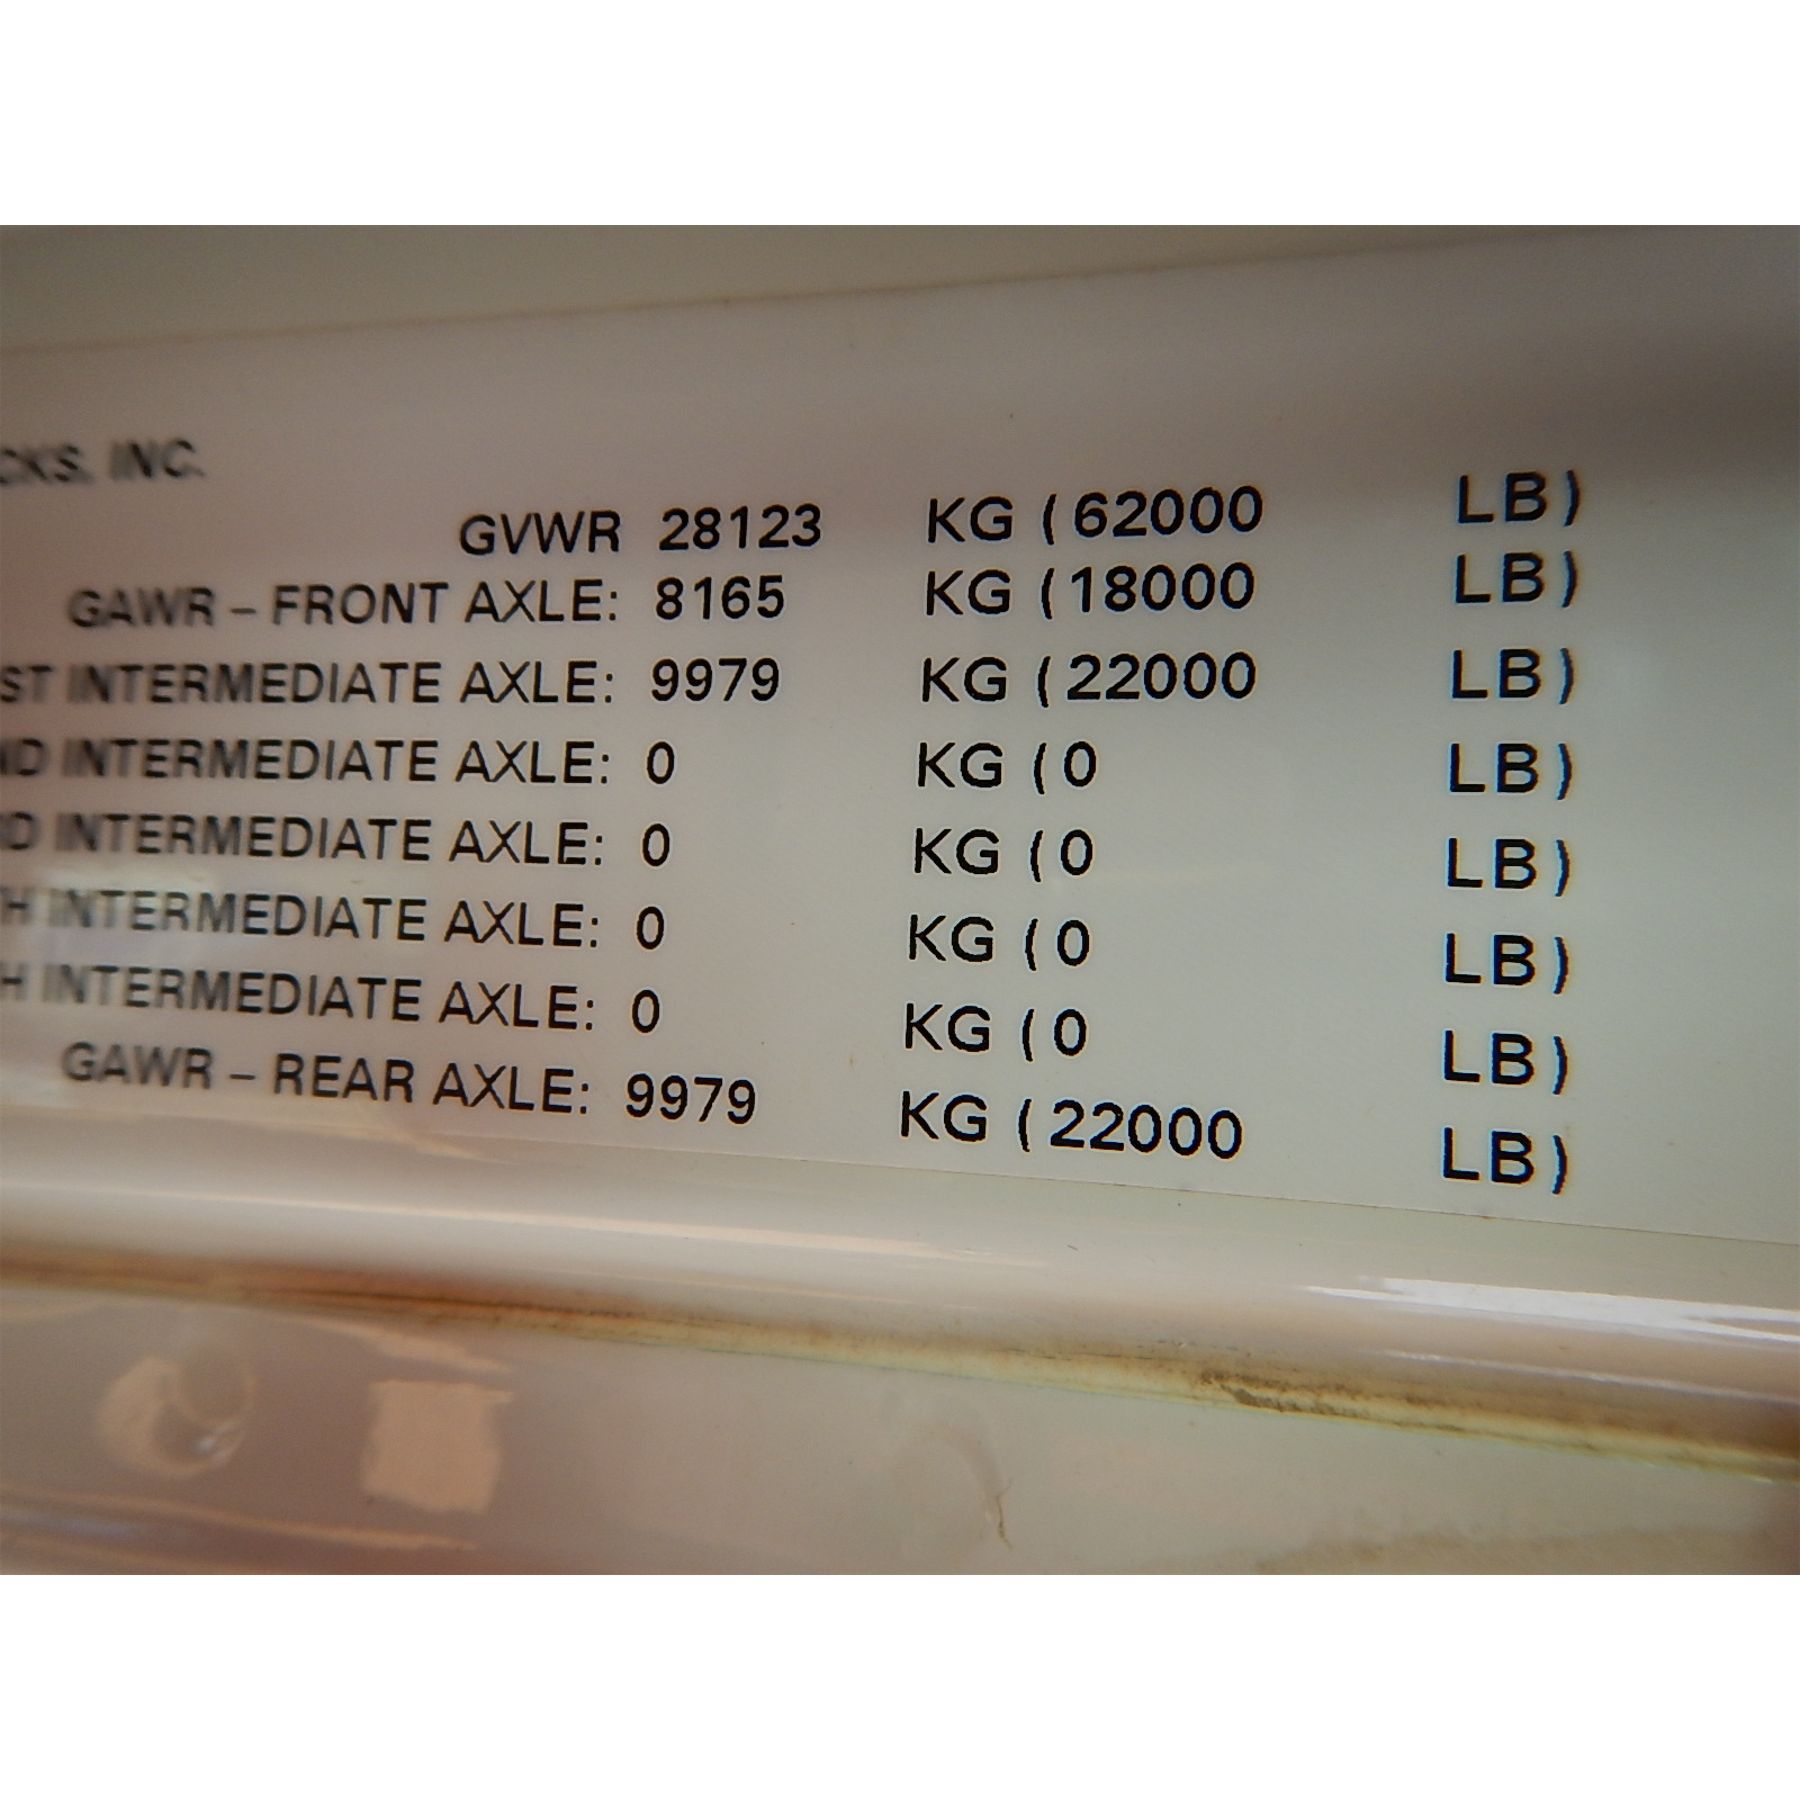 INC.
GVWR 28123 KG (62000 LB)
GAWR – FRONT AXLE: 8165 KG (18000 LB)
INTERMEDIATE AXLE: 9979 KG (22000 LB)
INTERMEDIATE AXLE: 0 KG (0 LB)
INTERMEDIATE AXLE: 0 KG (0 LB)
INTERMEDIATE AXLE: 0 KG (0 LB)
INTERMEDIATE AXLE: 0 KG (0 LB)
GAWR – REAR AXLE: 9979 KG (22000 LB)